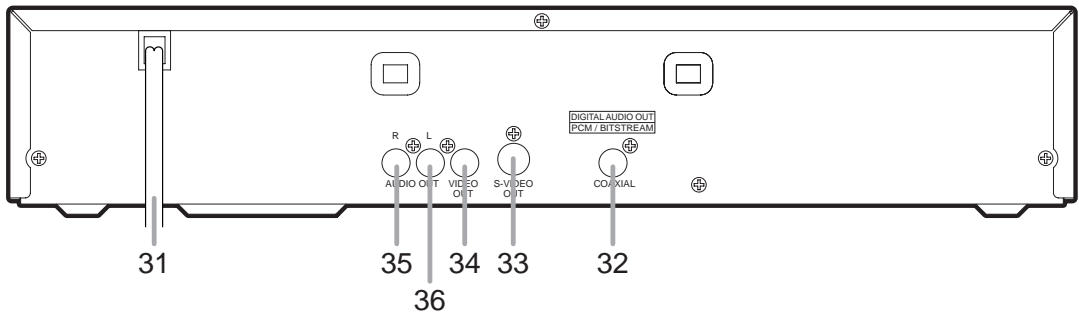 DIGITAL AUDIO OUT
PCM / BITSTREAM
R L
AUDIO OUT
VIDEO OUT
S-VIDEO OUT
COAXIAL
31
35
34
33
32
36